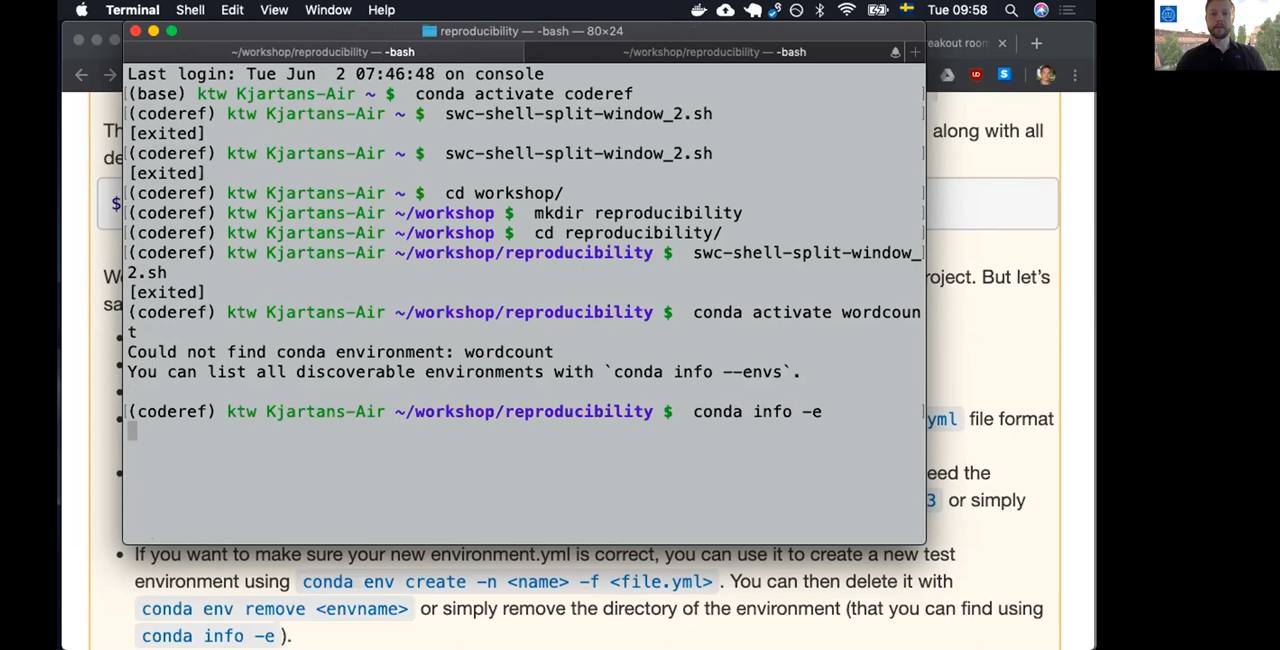 Terminal Shell Edit View Window Help Tue 09:58
reproducibility — -bash — 80×24
~/workshop/reproducibility — -bash ~/workshop/reproducibility — -bash
eakout room
Last login: Tue Jun  2 07:46:48 on console
(base) ktw Kjartans-Air ~ $  conda activate coderef
(coderef) ktw Kjartans-Air ~ $  swc-shell-split-window_2.sh
[exited]
(coderef) ktw Kjartans-Air ~ $  swc-shell-split-window_2.sh
[exited]
(coderef) ktw Kjartans-Air ~ $  cd workshop/
(coderef) ktw Kjartans-Air ~/workshop $  mkdir reproducibility
(coderef) ktw Kjartans-Air ~/workshop $  cd reproducibility/
(coderef) ktw Kjartans-Air ~/workshop/reproducibility $  swc-shell-split-window_
2.sh
[exited]
(coderef) ktw Kjartans-Air ~/workshop/reproducibility $  conda activate wordcoun
t
Could not find conda environment: wordcount
You can list all discoverable environments with `conda info --envs`.
(coderef) ktw Kjartans-Air ~/workshop/reproducibility $  conda info -e
Th along with all
de
$
We roject. But let's
sa
yml file format
eed the
3 or simply
• If you want to make sure your new environment.yml is correct, you can use it to create a new test
environment using conda env create -n <name> -f <file.yml> . You can then delete it with
conda env remove <envname> or simply remove the directory of the environment (that you can find using
conda info -e ).